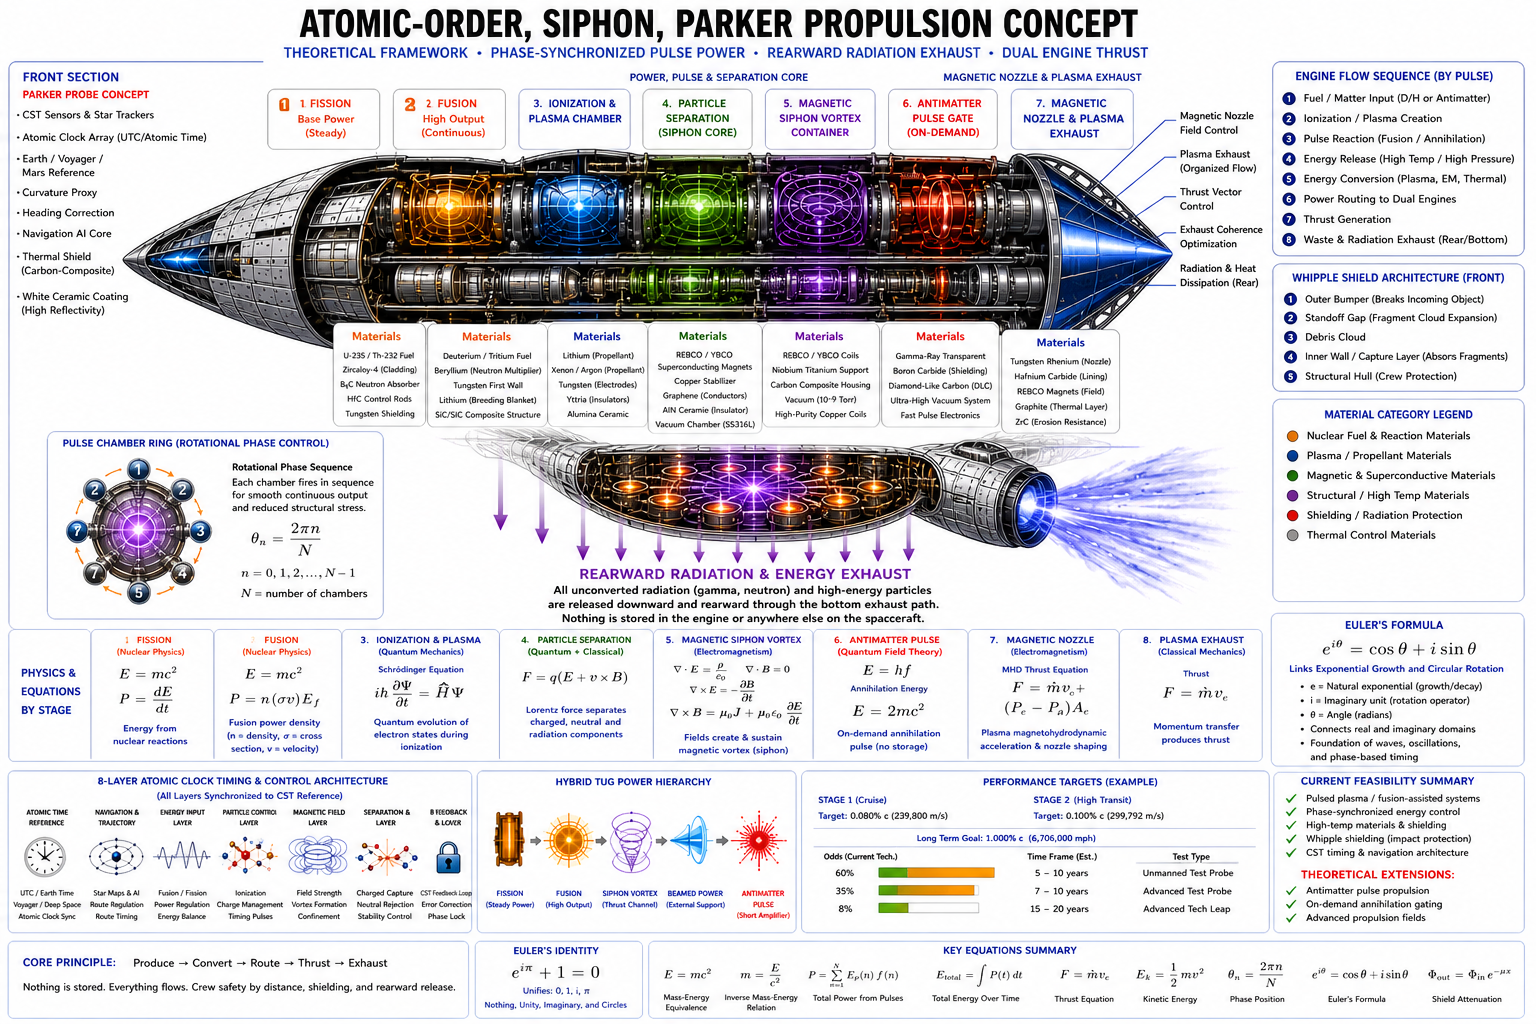 ATOMIC-ORDER, SIPHON, PARKER PROPULSION CONCEPT
THEORETICAL FRAMEWORK • PHASE-SYNCHRONIZED PULSE POWER • REARWARD RADIATION EXHAUST • DUAL ENGINE THRUST
FRONT SECTION
PARKER PROBE CONCEPT
• CST Sensors & Star Trackers
• Atomic Clock Array (UTC/Atomic Time)
• Earth / Voyager /
Mars Reference
• Curvature Proxy
• Heading Correction
• Navigation AI Core
• Thermal Shield
(Carbon-Composite)
• White Ceramic Coating
(High Reflectivity)
POWER, PULSE & SEPARATION CORE
MAGNETIC NOZZLE & PLASMA EXHAUST
1 1. FISSION
Base Power
(Steady)
2 2. FUSION
High Output
(Continuous)
3. IONIZATION &
PLASMA CHAMBER
4. PARTICLE
SEPARATION
(SIPHON CORE)
5. MAGNETIC
SIPHON VORTEX
CONTAINER
6. ANTIMATTER
PULSE GATE
(ON-DEMAND)
7. MAGNETIC
NOZZLE & PLASMA
EXHAUST
Magnetic Nozzle
Field Control
Plasma Exhaust
(Organized Flow)
Thrust Vector
Control
Exhaust Coherence
Optimization
Radiation & Heat
Dissipation (Rear)
Materials
U-235 / Th-232 Fuel
Zircaloy-4 (Cladding)
B₄C Neutron Absorber
HfC Control Rods
Tungsten Shielding
Materials
Deuterium / Tritium Fuel
Beryllium (Neutron Multiplier)
Tungsten First Wall
Lithium (Breeding Blanket)
SiC/SIC Composite Structure
Materials
Lithium (Propellant)
Xenon / Argon (Propellant)
Tungsten (Electrodes)
Yttria (Insulators)
Alumina Ceramic
Materials
REBCO / YBCO
Superconducting Magnets
Copper Stabilizer
Graphene (Conductors)
AIN Ceramic (Insulator)
Vacuum Chamber (SS316L)
Materials
REBCO / YBCO Coils
Niobium Titanium Support
Carbon Composite Housing
Vacuum (10⁻9 Torr)
High-Purity Copper Coils
Materials
Gamma-Ray Transparent
Boron Carbide (Shielding)
Diamond-Like Carbon (DLC)
Ultra-High Vacuum System
Fast Pulse Electronics
Materials
Tungsten Rhenium (Nozzle)
Hafnium Carbide (Lining)
REBCO Magnets (Field)
Graphite (Thermal Layer)
ZrC (Erosion Resistance)
ENGINE FLOW SEQUENCE (BY PULSE)
1 Fuel / Matter Input (D/H or Antimatter)
2 Ionization / Plasma Creation
3 Pulse Reaction (Fusion / Annihilation)
4 Energy Release (High Temp / High Pressure)
5 Energy Conversion (Plasma, EM, Thermal)
6 Power Routing to Dual Engines
7 Thrust Generation
8 Waste & Radiation Exhaust (Rear/Bottom)
WHIPPLE SHIELD ARCHITECTURE (FRONT)
1 Outer Bumper (Breaks Incoming Object)
2 Standoff Gap (Fragment Cloud Expansion)
3 Debris Cloud
4 Inner Wall / Capture Layer (Absors Fragments)
5 Structural Hull (Crew Protection)
MATERIAL CATEGORY LEGEND
Nuclear Fuel & Reaction Materials
Plasma / Propellant Materials
Magnetic & Superconductive Materials
Structural / High Temp Materials
Shielding / Radiation Protection
Thermal Control Materials
PULSE CHAMBER RING (ROTATIONAL PHASE CONTROL)
1
2
2
7
3
7
4
5
Rotational Phase Sequence
Each chamber fires in sequence
for smooth continuous output
and reduced structural stress.
θₙ = 2πn / N
n = 0, 1, 2, ..., N − 1
N = number of chambers
REARWARD RADIATION & ENERGY EXHAUST
All unconverted radiation (gamma, neutron) and high-energy particles
are released downward and rearward through the bottom exhaust path.
Nothing is stored in the engine or anywhere else on the spacceraft.
PHYSICS &
EQUATIONS
BY STAGE
1 FISSION
(Nuclear Physics)
E = mc²
P = dE/dt
Energy from
nuclear reactions
FUSION
(Nuclear Physics)
E = mc²
P = n (σv) E_f
Fusion power density
(n = density, σ = cross
section, v = velocity)
3. IONIZATION & PLASMA
(Quantum Mechanics)
Schrödinger Equation
iħ ∂Ψ/∂t = ĤΨ
Quantum evolution of
electron states during
ionization
4. PARTICLE SEPARATION
(Quantum + Classical)
F = q(E + v × B)
Lorentz force separates
charged, neutral and
radiation components
5. MAGNETIC SIPHON VORTEX
(Electromagnetism)
∇ · E = ρ/e₀ ∇ · B = 0
∇ × E = −∂B/∂t
∇ × B = μ₀J + μ₀ϵ₀ ∂E/∂t
Fields create & sustain
magnetic vortex (siphon)
6. ANTIMATTER PULSE
(Quantum Field Theory)
E = hf
Annihilation Energy
E = 2mc²
On-demand annihilation
pulse (no storage)
7. MAGNETIC NOZZLE
(Electromagnetism)
MHD Thrust Equation
F = ṁv_e +
(P_e − P_a)A_e
Plasma magnetohydrodynamic
acceleration & nozzle shaping
8. PLASMA EXHAUST
(Classical Mechanics)
Thrust
F = ṁv_e
Momentum transfer
produces thrust
EULER'S FORMULA
e^{iθ} = cos θ + i sin θ
Links Exponential Growth and Circular Rotation
• e = Natural exponential (growth/decay)
• i = Imaginary unit (rotation operator)
• θ = Angle (radians)
• Connects real and imaginary domains
• Foundation of waves, oscillations,
and phase-based timing
8-LAYER ATOMIC CLOCK TIMING & CONTROL ARCHITECTURE
(All Layers Synchronized to CST Reference)
ATOMIC TIME
REFERENCE
UTC / Earth Time
Voyager / Deep Space
Atomic Clock Sync
NAVIGATION &
TRAJECTORY
Star Maps & AI
Route Regulation
Route Timing
ENERGY INPUT
LAYER
Fusion / Fission
Power Regulation
Energy Balance
PARTICLE CONTROL
LAYER
Ionization
Charge Management
Timing Pulses
MAGNETIC FIELD
LAYER
Field Strength
Vortex Formation
Confinement
SEPARATION &
LAYER
Charged Capture
Neutral Rejection
Stability Control
8 FEEDBACK
& LOVER
CST Feedback Loop
Error Correction
Phase Lock
HYBRID TUG POWER HIERARCHY
FISSION
(Steady Power)
FUSION
(High Output)
SIPHON VORTEX
(Thrust Channel)
BEAMED POWER
(External Support)
ANTIMATTER
PULSE
(Short Amplifier)
PERFORMANCE TARGETS (EXAMPLE)
STAGE 1 (Cruise)
Target: 0.080% c (239,800 m/s)
STAGE 2 (High Transit)
Target: 0.100% c (299,792 m/s)
Long Term Goal: 1.000% c (6,706,000 mph)
Odds (Current Tech.) Time Frame (Est.) Test Type
60% 5 – 10 years Unmanned Test Probe
35% 7 – 10 years Advanced Test Probe
8% 15 – 20 years Advanced Tech Leap
CURRENT FEASIBILITY SUMMARY
✓ Pulsed plasma / fusion-assisted systems
✓ Phase-synchronized energy control
✓ High-temp materials & shielding
✓ Whipple shielding (impact protection)
✓ CST timing & navigation architecture
THEORETICAL EXTENSIONS:
✓ Antimatter pulse propulsion
✓ On-demand annihilation gating
✓ Advanced propulsion fields
CORE PRINCIPLE: Produce → Convert → Route → Thrust → Exhaust
Nothing is stored. Everything flows. Crew safety by distance, shielding, and rearward release.
EULER'S IDENTITY
e^{iπ} + 1 = 0
Unifies: 0, 1, i, π
Nothing, Unity, Imaginary, and Circles
KEY EQUATIONS SUMMARY
E = mc²
Mass-Energy
Equivalence
m = E/c²
Inverse Mass-Energy
Relation
P = Σ_{n=1}^{N} E_p(n) f(n)
Total Power from Pulses
E_total = ∫ P(t) dt
Total Energy Over Time
F = ṁv_e
Thrust Equation
E_k = 1/2 mv²
Kinetic Energy
θₙ = 2πn / N
Phase Position
e^{iθ} = cos θ + i sin θ
Euler's Formula
Φ_out = Φ_in e^{−μx}
Shield Attenuation